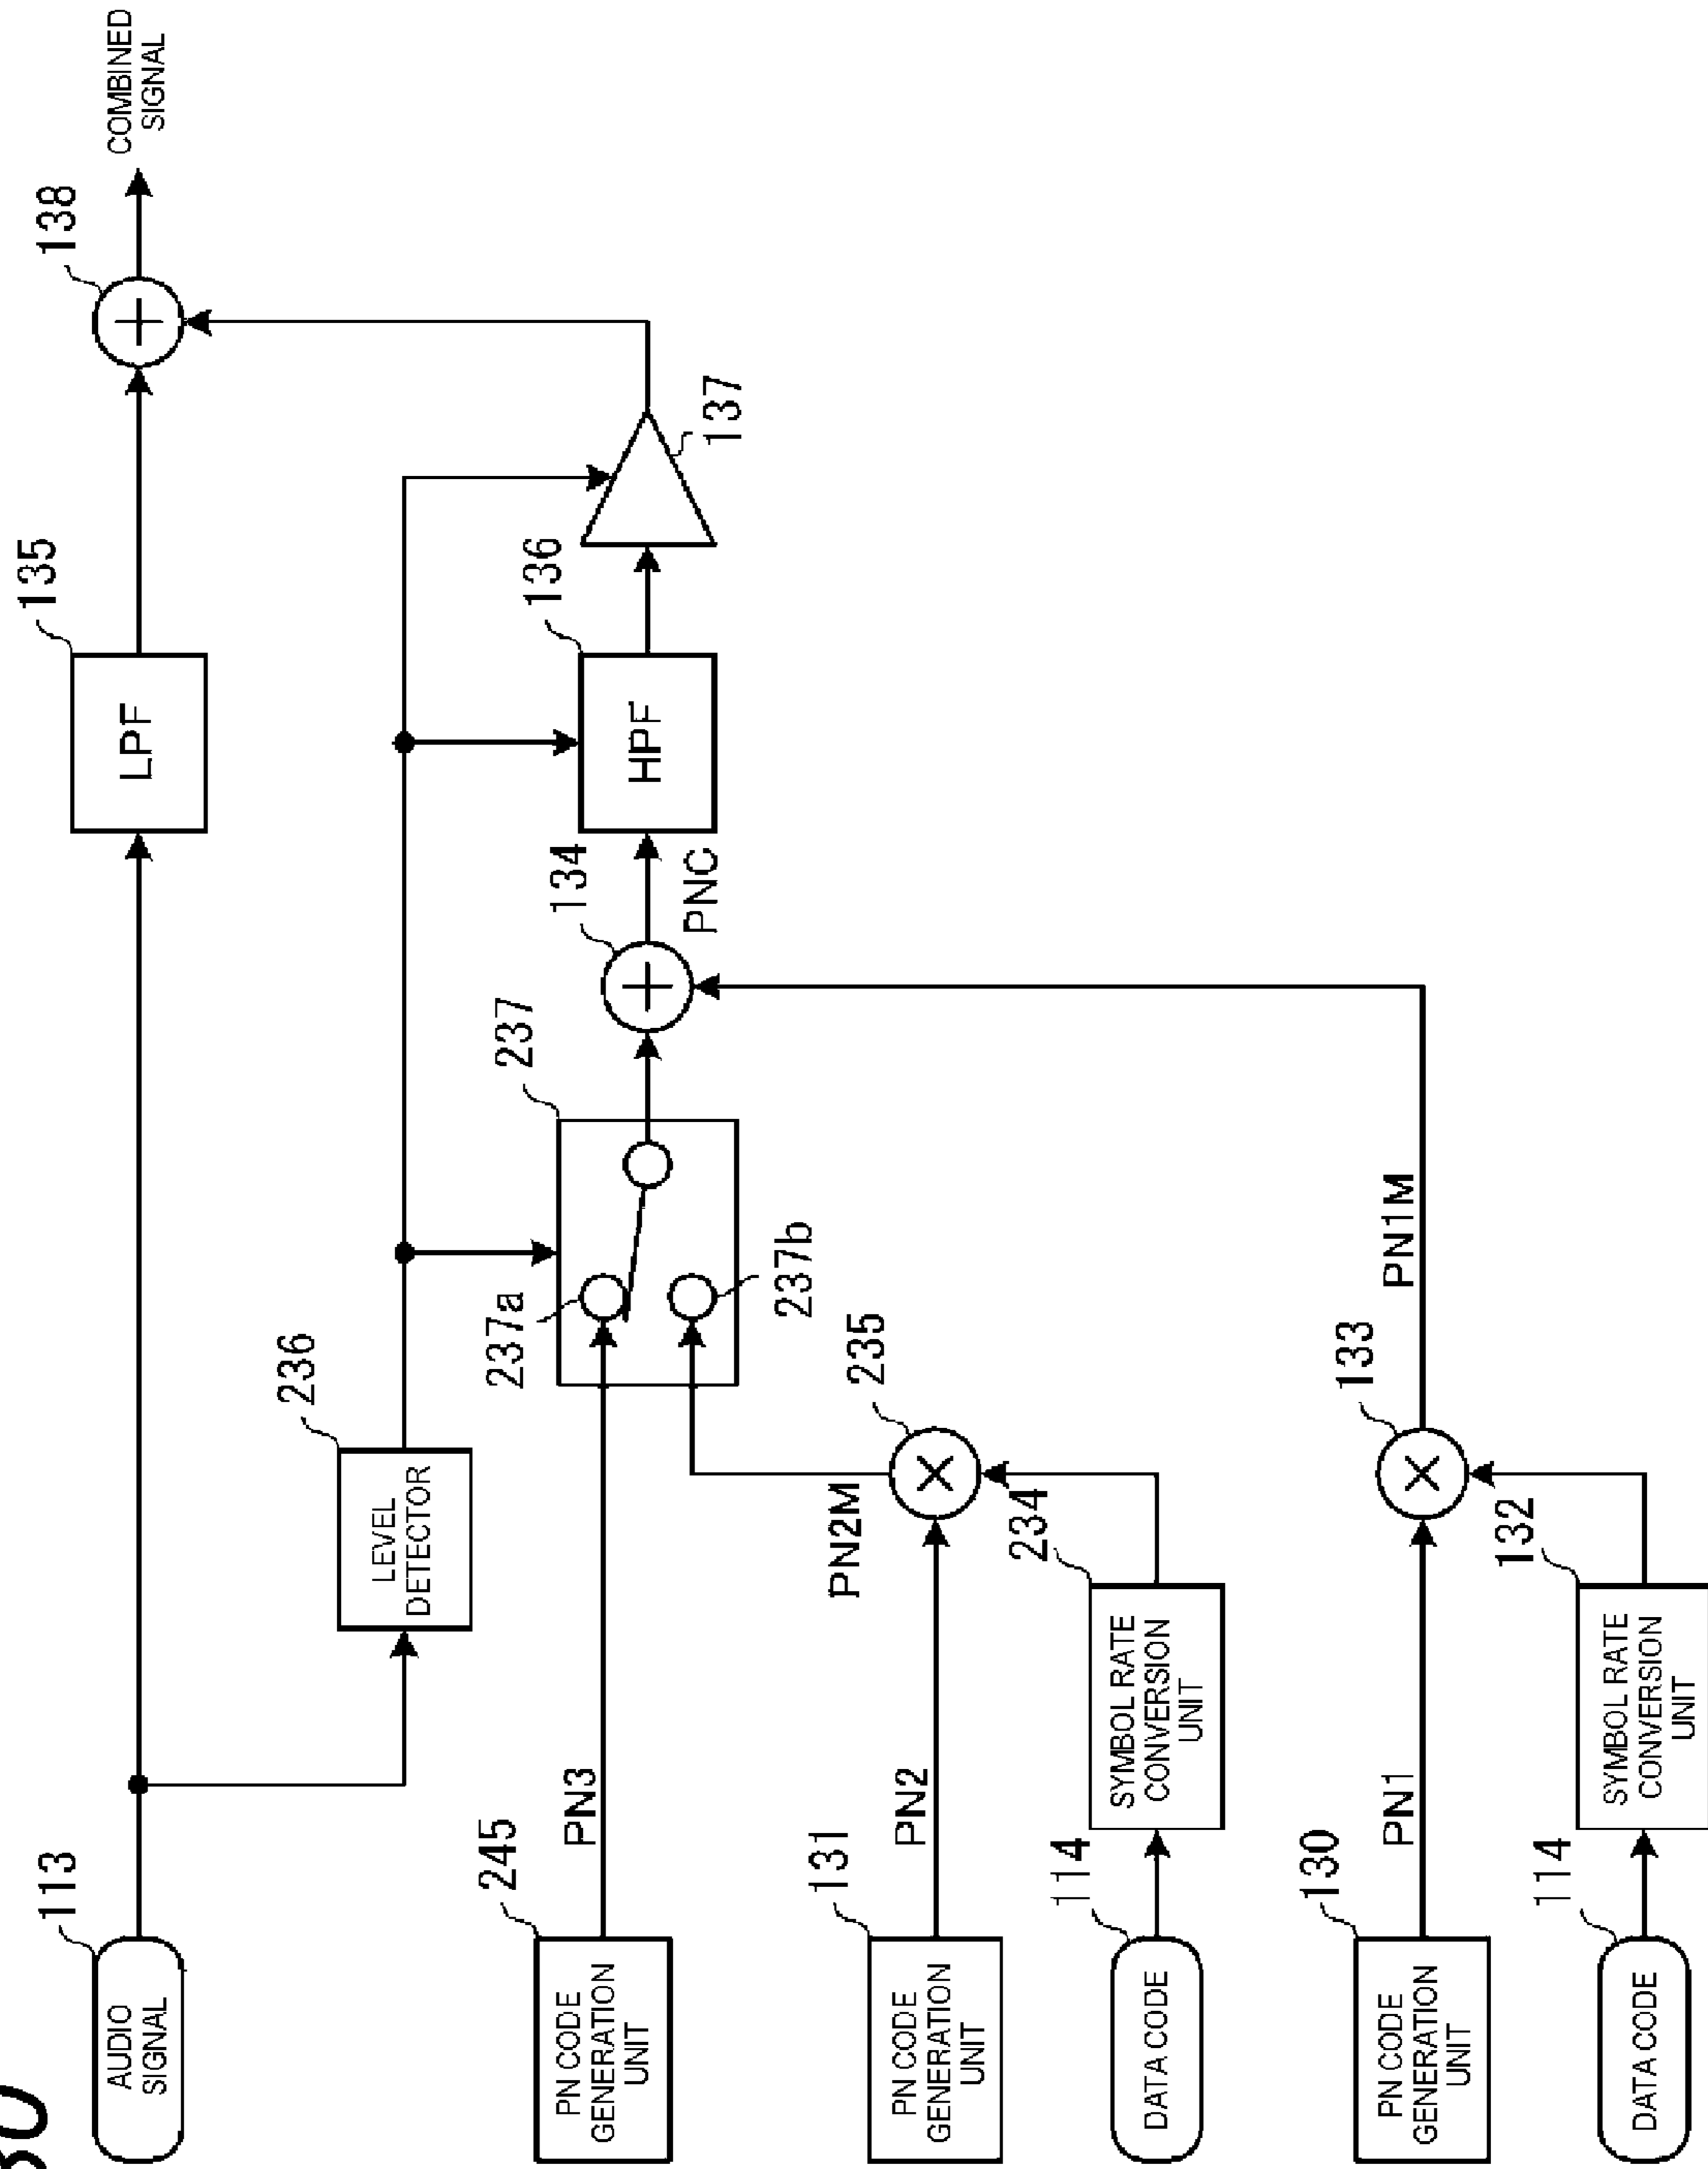 113
AUDIO
SIGNAL
135
LPF
138
COMBINED
SIGNAL
236
LEVEL
DETECTOR
245
PN CODE
GENERATION
UNIT
PN3
237a
237
237b
134
PNC
136
HPF
137
131
PN CODE
GENERATION
UNIT
PN2
PN2M
235
114
DATA CODE
234
SYMBOL RATE
CONVERSION
UNIT
130
PN CODE
GENERATION
UNIT
PN1
133
PN1M
114
DATA CODE
132
SYMBOL RATE
CONVERSION
UNIT